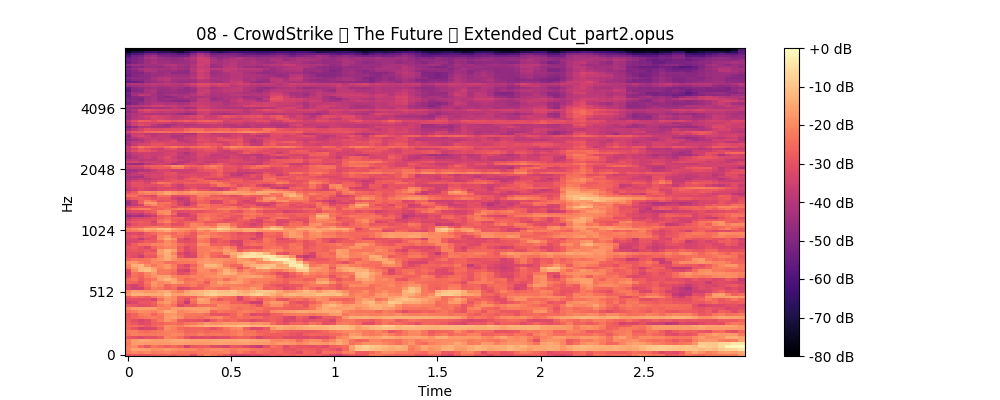 08 - CrowdStrike ▯ The Future ▯ Extended Cut_part2.opus
Hz
4096
2048
1024
512
0
0
0.5
1
1.5
2
2.5
Time
+0 dB
-10 dB
-20 dB
-30 dB
-40 dB
-50 dB
-60 dB
-70 dB
-80 dB